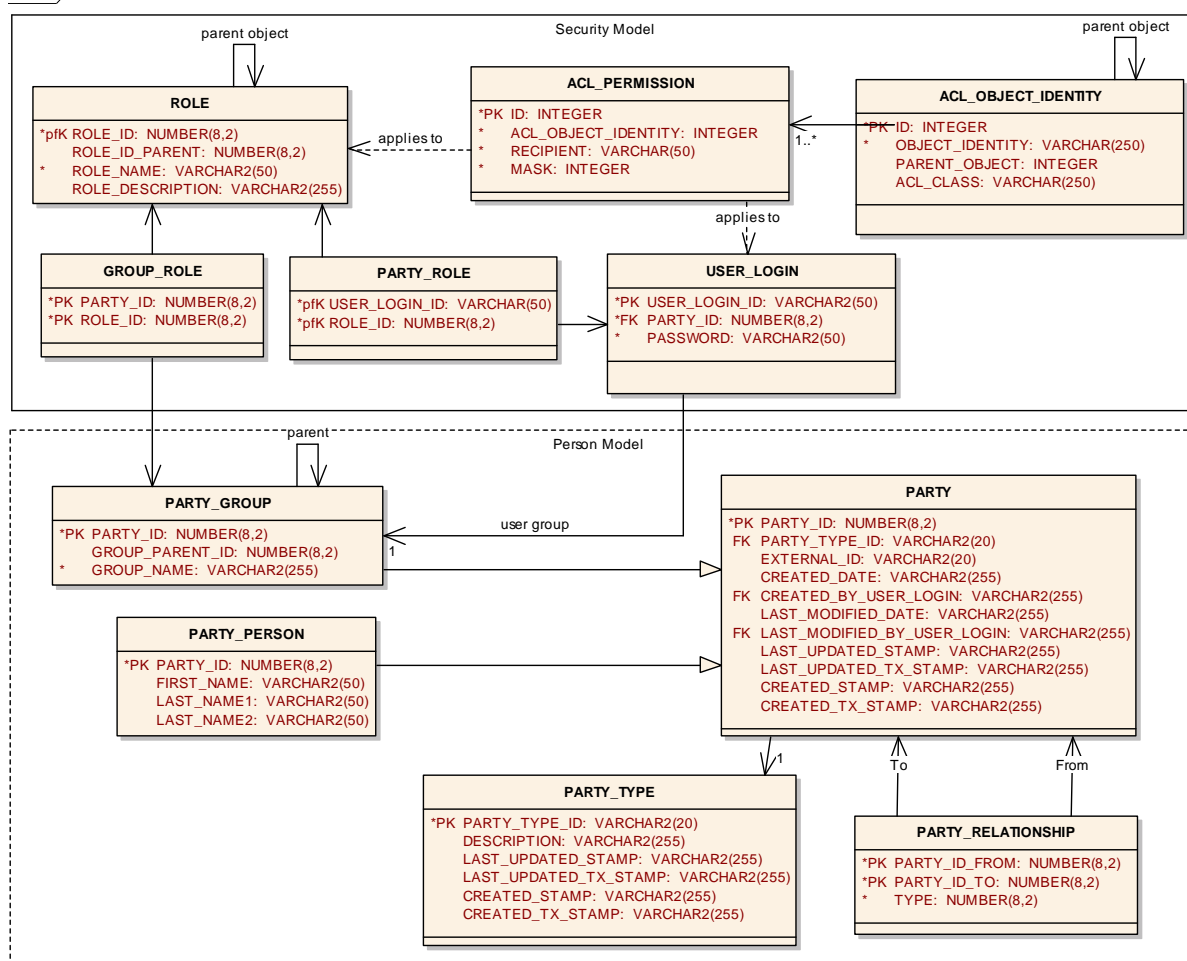 Security Model
parent object
ROLE
*pfK ROLE_ID: NUMBER(8,2)
ROLE_ID_PARENT: NUMBER(8,2)
* ROLE_NAME: VARCHAR2(50)
ROLE_DESCRIPTION: VARCHAR2(255)
applies to
ACL_PERMISSION
*PK ID: INTEGER
* ACL_OBJECT_IDENTITY: INTEGER
* RECIPIENT: VARCHAR(50)
* MASK: INTEGER
1..*
parent object
ACL_OBJECT_IDENTITY
*PK ID: INTEGER
* OBJECT_IDENTITY: VARCHAR(250)
PARENT_OBJECT: INTEGER
ACL_CLASS: VARCHAR(250)
applies to
GROUP_ROLE
*PK PARTY_ID: NUMBER(8,2)
*PK ROLE_ID: NUMBER(8,2)
PARTY_ROLE
*pfK USER_LOGIN_ID: VARCHAR(50)
*pfK ROLE_ID: NUMBER(8,2)
USER_LOGIN
*PK USER_LOGIN_ID: VARCHAR2(50)
*FK PARTY_ID: NUMBER(8,2)
* PASSWORD: VARCHAR2(50)
Person Model
parent
PARTY_GROUP
*PK PARTY_ID: NUMBER(8,2)
GROUP_PARENT_ID: NUMBER(8,2)
* GROUP_NAME: VARCHAR2(255)
user group
1
PARTY
*PK PARTY_ID: NUMBER(8,2)
FK PARTY_TYPE_ID: VARCHAR2(20)
EXTERNAL_ID: VARCHAR2(20)
CREATED_DATE: VARCHAR2(255)
FK CREATED_BY_USER_LOGIN: VARCHAR2(255)
LAST_MODIFIED_DATE: VARCHAR2(255)
FK LAST_MODIFIED_BY_USER_LOGIN: VARCHAR2(255)
LAST_UPDATED_STAMP: VARCHAR2(255)
LAST_UPDATED_TX_STAMP: VARCHAR2(255)
CREATED_STAMP: VARCHAR2(255)
CREATED_TX_STAMP: VARCHAR2(255)
PARTY_PERSON
*PK PARTY_ID: NUMBER(8,2)
FIRST_NAME: VARCHAR2(50)
LAST_NAME1: VARCHAR2(50)
LAST_NAME2: VARCHAR2(50)
1
To
From
PARTY_TYPE
*PK PARTY_TYPE_ID: VARCHAR2(20)
DESCRIPTION: VARCHAR2(255)
LAST_UPDATED_STAMP: VARCHAR2(255)
LAST_UPDATED_TX_STAMP: VARCHAR2(255)
CREATED_STAMP: VARCHAR2(255)
CREATED_TX_STAMP: VARCHAR2(255)
PARTY_RELATIONSHIP
*PK PARTY_ID_FROM: NUMBER(8,2)
*PK PARTY_ID_TO: NUMBER(8,2)
* TYPE: NUMBER(8,2)